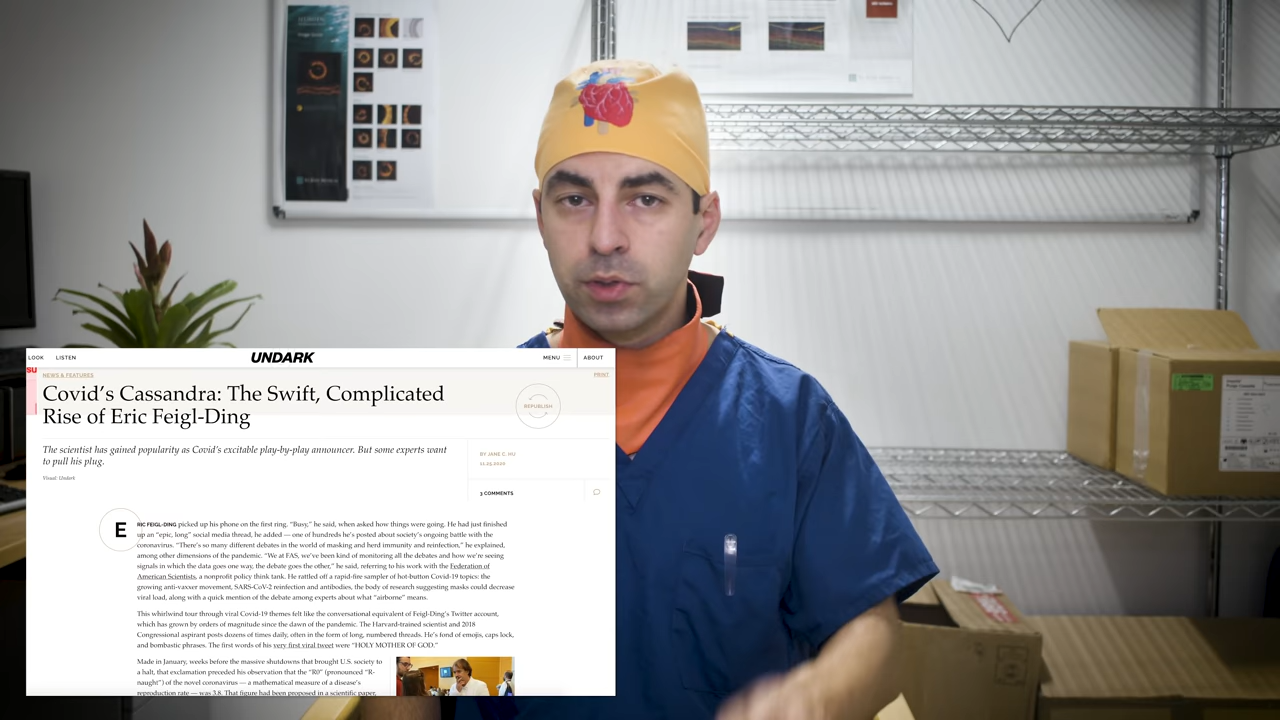 LOOK LISTEN UNDARK MENU ABOUT
SU
NEWS & FEATURES PRINT
Covid's Cassandra: The Swift, Complicated
Rise of Eric Feigl-Ding
REPUBLISH
The scientist has gained popularity as Covid's excitable play-by-play announcer. But some experts want
to pull his plug.
BY JANE C. HU
11.25.2020
Visual: Undark
3 COMMENTS
E
RIC FEIGL-DING picked up his phone on the first ring. "Busy," he said, when asked how things were going. He had just finished
up an "epic, long" social media thread, he added — one of hundreds he's posted about society's ongoing battle with the
coronavirus. "There's so many different debates in the world of masking and herd immunity and reinfection," he explained,
among other dimensions of the pandemic. "We at FAS, we've been kind of monitoring all the debates and how we're seeing
signals in which the data goes one way, the debate goes the other," he said, referring to his work with the Federation of
American Scientists, a nonprofit policy think tank. He rattled off a rapid-fire sampler of hot-button Covid-19 topics: the
growing anti-vaxxer movement, SARS-CoV-2 reinfection and antibodies, the body of research suggesting masks could decrease
viral load, along with a quick mention of the debate among experts about what "airborne" means.
This whirlwind tour through viral Covid-19 themes felt like the conversational equivalent of Feigl-Ding's Twitter account,
which has grown by orders of magnitude since the dawn of the pandemic. The Harvard-trained scientist and 2018
Congressional aspirant posts dozens of times daily, often in the form of long, numbered threads. He's fond of emojis, caps lock,
and bombastic phrases. The first words of his very first viral tweet were "HOLY MOTHER OF GOD."
Made in January, weeks before the massive shutdowns that brought U.S. society to
a halt, that exclamation preceded his observation that the "R0" (pronounced "R-
naught") of the novel coronavirus — a mathematical measure of a disease's
reproduction rate — was 3.8. That figure had been proposed in a scientific paper,